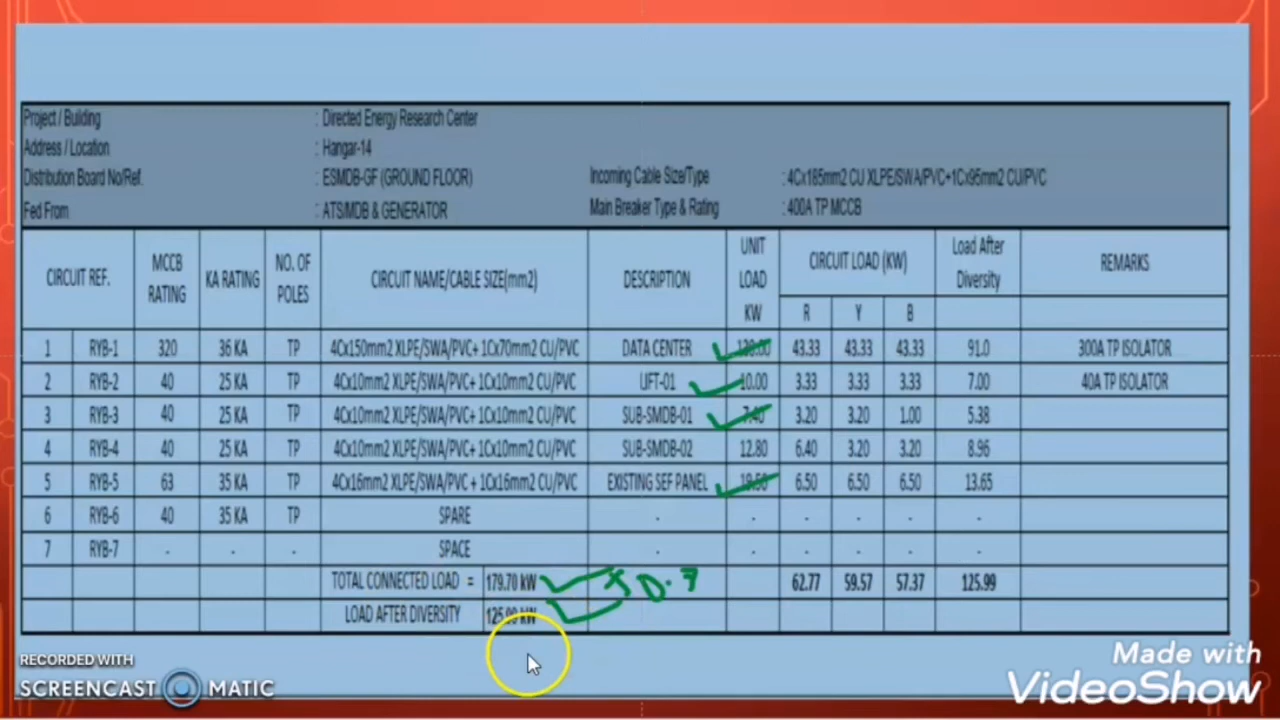 Project / Building : Directed Energy Research Center
Address / Location : Hangar-14
Distribution Board No/Ref. : ESMDB-GF (GROUND FLOOR) Incoming Cable Size/Type : 4Cx185mm2 CU XLPE/SWA/PVC+1Cx95mm2 CU/PVC
Fed From : ATS/MDB & GENERATOR Main Breaker Type & Rating : 400A TP MCCB
CIRCUIT REF. MCCB RATING KA RATING NO. OF POLES CIRCUIT NAME/CABLE SIZE(mm2) DESCRIPTION UNIT LOAD KW CIRCUIT LOAD (KW) Load After Diversity REMARKS
R Y B
1 RYB-1 320 36 KA TP 4Cx150mm2 XLPE/SWA/PVC+ 1Cx70mm2 CU/PVC DATA CENTER 130.00 43.33 43.33 43.33 91.0 300A TP ISOLATOR
2 RYB-2 40 25 KA TP 4Cx10mm2 XLPE/SWA/PVC+ 1Cx10mm2 CU/PVC LIFT-01 10.00 3.33 3.33 3.33 7.00 40A TP ISOLATOR
3 RYB-3 40 25 KA TP 4Cx10mm2 XLPE/SWA/PVC+ 1Cx10mm2 CU/PVC SUB-SMDB-01 7.40 3.20 3.20 1.00 5.38
4 RYB-4 40 25 KA TP 4Cx10mm2 XLPE/SWA/PVC+ 1Cx10mm2 CU/PVC SUB-SMDB-02 12.80 6.40 3.20 3.20 8.96
5 RYB-5 63 35 KA TP 4Cx16mm2 XLPE/SWA/PVC + 1Cx16mm2 CU/PVC EXISTING SEF PANEL 19.50 6.50 6.50 6.50 13.65
6 RYB-6 40 35 KA TP SPARE - - - - - -
7 RYB-7 - - - SPACE - - - - - -
TOTAL CONNECTED LOAD = 179.70 kW 62.77 59.57 57.37 125.99
LOAD AFTER DIVERSITY 125.99 kW
RECORDED WITH
SCREENCAST MATIC
Made with
VideoShow